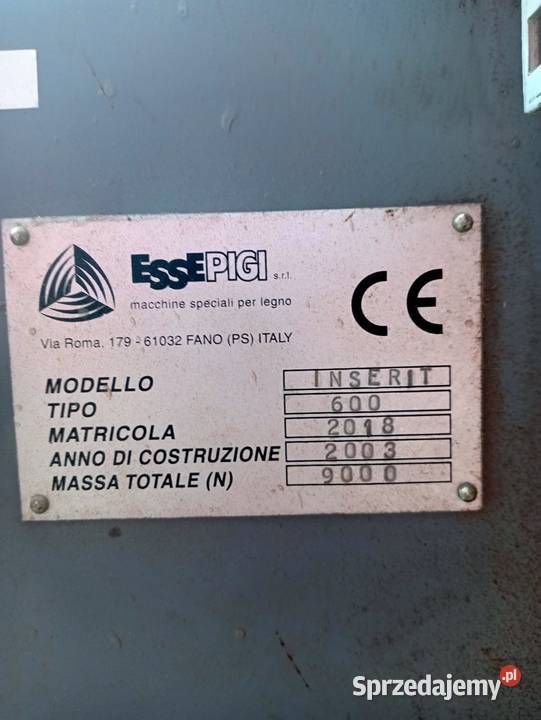 ESSEPIGI s.r.l.
macchine speciali per legno
CE
Via Roma, 179 - 61032 FANO (PS) ITALY
MODELLO INSERIT
TIPO 600
MATRICOLA 2018
ANNO DI COSTRUZIONE 2003
MASSA TOTALE (N) 9000
Sprzedajemy.pl